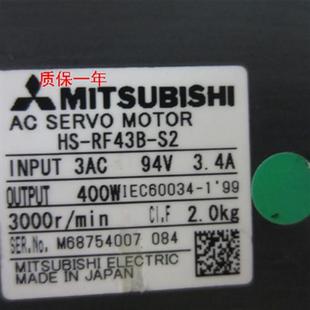 质保一年
MITSUBISHI
AC SERVO MOTOR
HS-RF43B-S2
INPUT 3AC 94V 3.4A
OUTPUT 400W IEC60034-1'99
3000r/min CI.F 2.0kg
SER.No. M68754007 084
MITSUBISHI ELECTRIC
MADE IN JAPAN